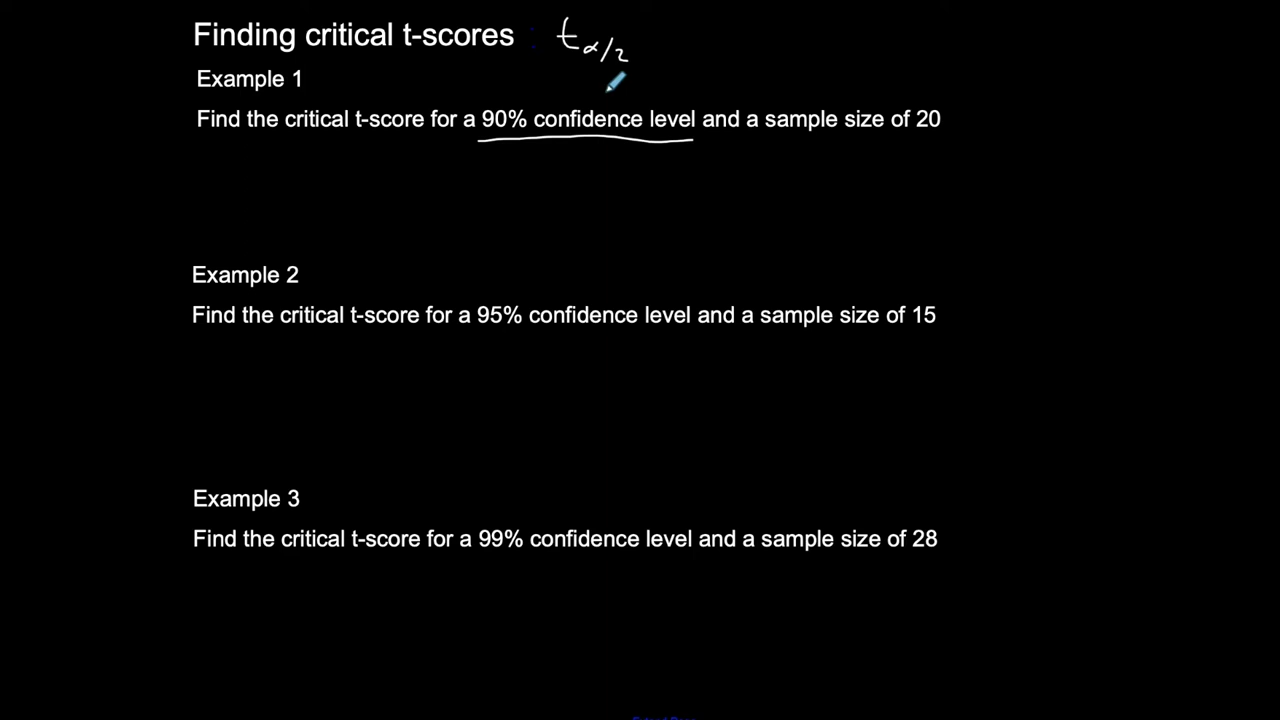 Finding critical t-scores : t α/2
Example 1
Find the critical t-score for a 90% confidence level and a sample size of 20
Example 2
Find the critical t-score for a 95% confidence level and a sample size of 15
Example 3
Find the critical t-score for a 99% confidence level and a sample size of 28